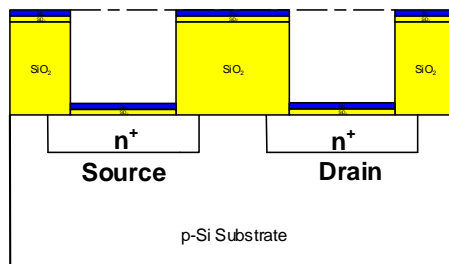 SiO₂ SiO₂ SiO₂
n⁺ n⁺
Source Drain
p-Si Substrate